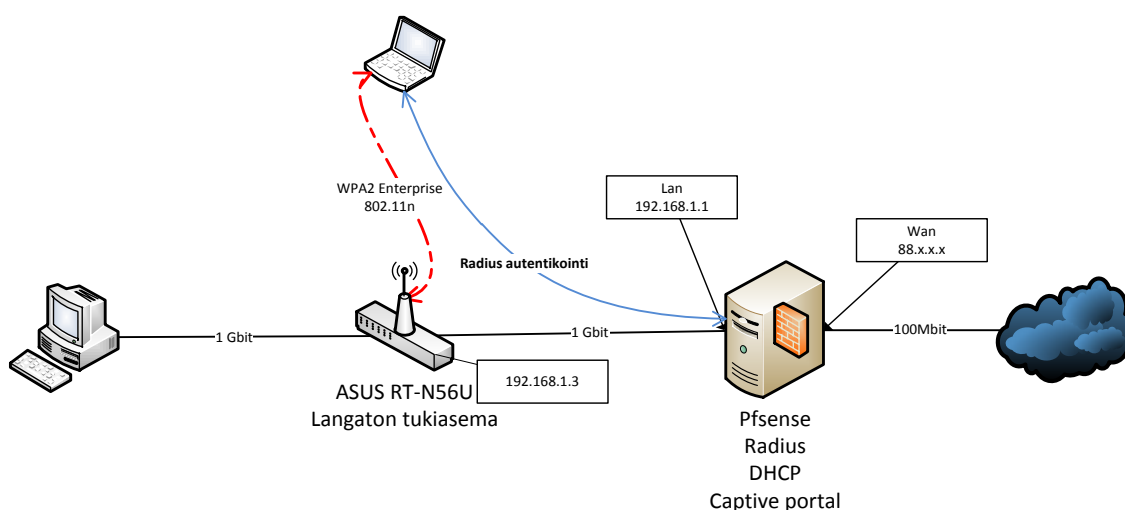 WPA2 Enterprise
802.11n
Lan
192.168.1.1
Wan
88.x.x.x
Radius autentikointi
1 Gbit
1 Gbit
100Mbit
192.168.1.3
ASUS RT-N56U
Langaton tukiasema
Pfsense
Radius
DHCP
Captive portal